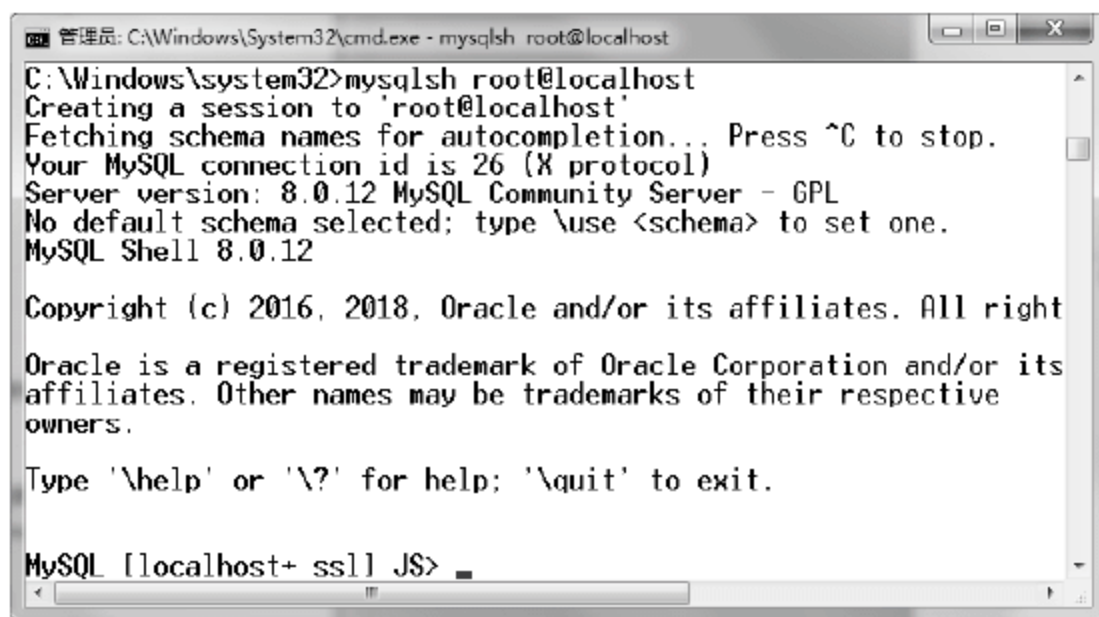 管理员: C:\Windows\System32\cmd.exe - mysqlsh root@localhost
C:\Windows\system32>mysqlsh root@localhost
Creating a session to 'root@localhost'
Fetching schema names for autocompletion... Press ^C to stop.
Your MySQL connection id is 26 (X protocol)
Server version: 8.0.12 MySQL Community Server - GPL
No default schema selected; type \use <schema> to set one.
MySQL Shell 8.0.12
Copyright (c) 2016, 2018, Oracle and/or its affiliates. All right
Oracle is a registered trademark of Oracle Corporation and/or its
affiliates. Other names may be trademarks of their respective
owners.
Type '\help' or '\?' for help; '\quit' to exit.
MySQL [localhost+ ssl] JS> _